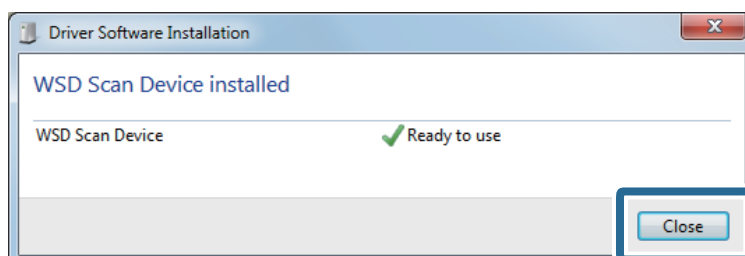 Driver Software Installation
WSD Scan Device installed
WSD Scan Device Ready to use
Close